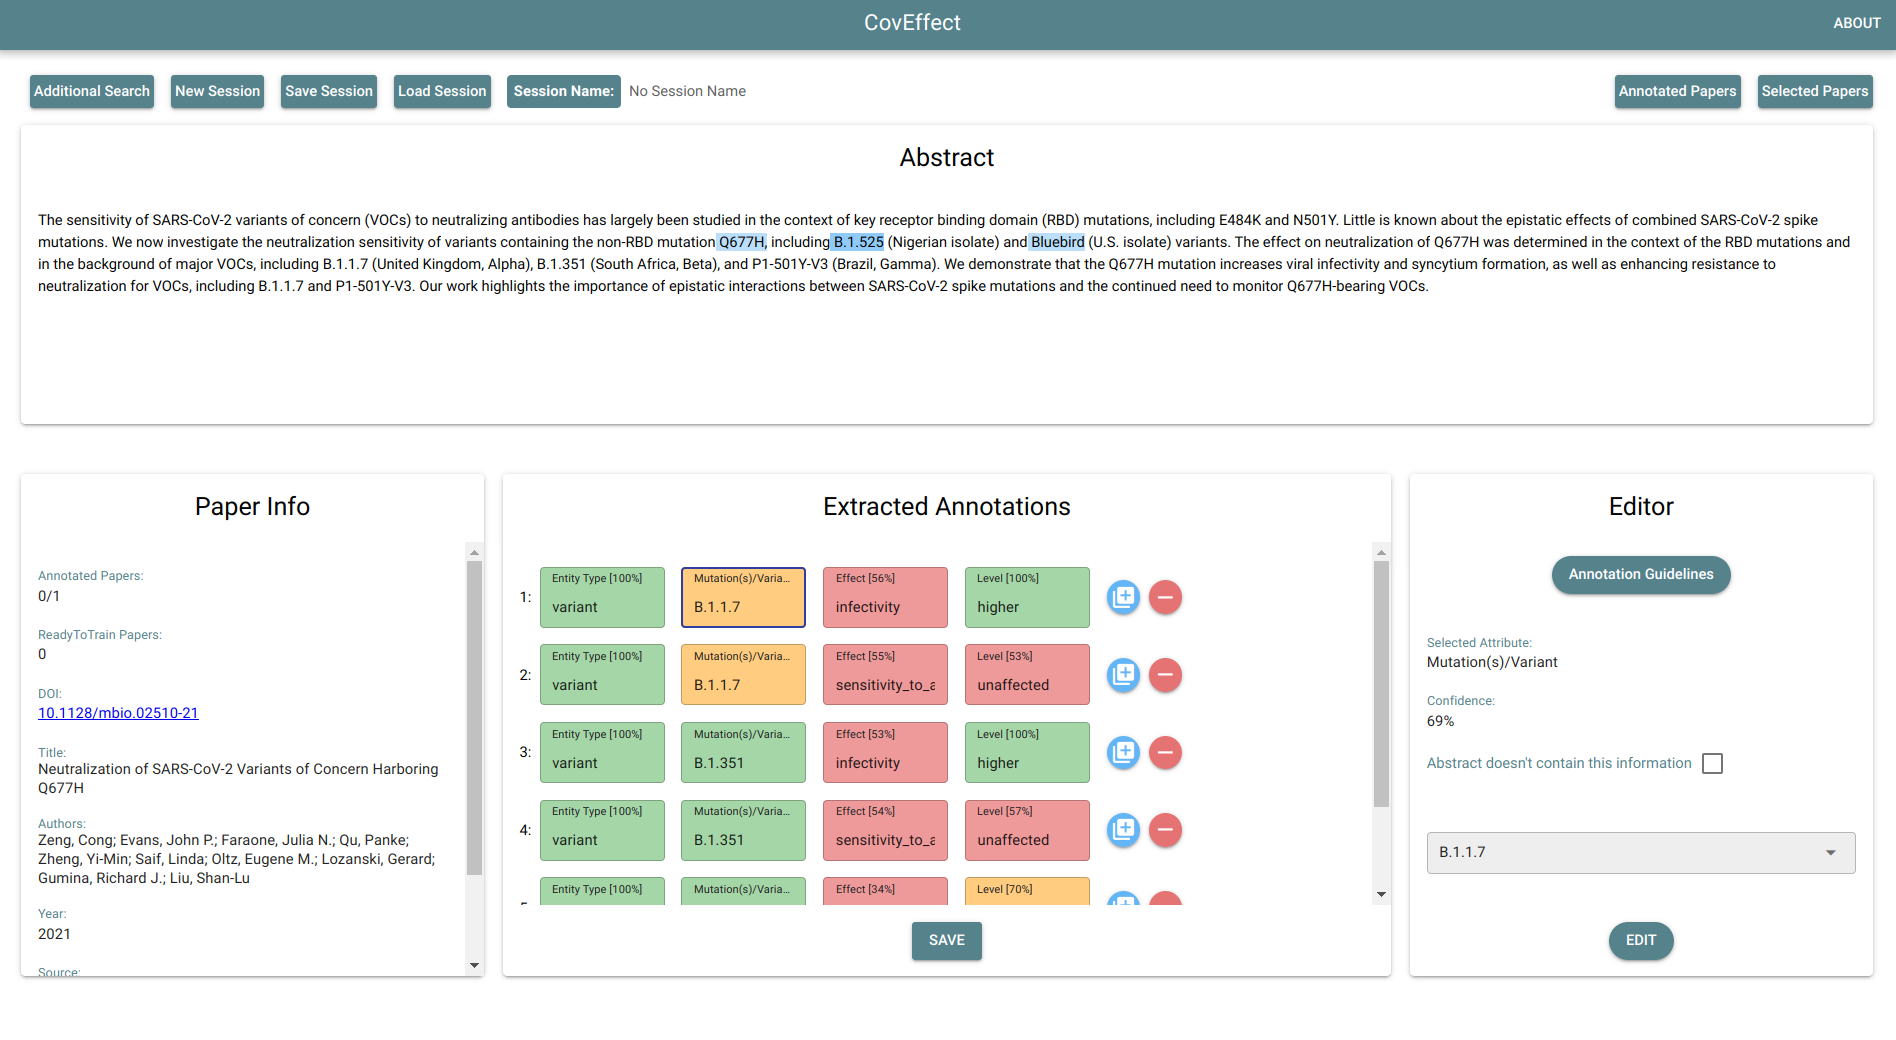 CovEffect
ABOUT
Additional Search
New Session
Save Session
Load Session
Session Name:
No Session Name
Annotated Papers
Selected Papers
Abstract
The sensitivity of SARS-CoV-2 variants of concern (VOCs) to neutralizing antibodies has largely been studied in the context of key receptor binding domain (RBD) mutations, including E484K and N501Y. Little is known about the epistatic effects of combined SARS-CoV-2 spike
mutations. We now investigate the neutralization sensitivity of variants containing the non-RBD mutation Q677H, including B.1.525 (Nigerian isolate) and Bluebird (U.S. isolate) variants. The effect on neutralization of Q677H was determined in the context of the RBD mutations and
in the background of major VOCs, including B.1.1.7 (United Kingdom, Alpha), B.1.351 (South Africa, Beta), and P1-501Y-V3 (Brazil, Gamma). We demonstrate that the Q677H mutation increases viral infectivity and syncytium formation, as well as enhancing resistance to
neutralization for VOCs, including B.1.1.7 and P1-501Y-V3. Our work highlights the importance of epistatic interactions between SARS-CoV-2 spike mutations and the continued need to monitor Q677H-bearing VOCs.
Paper Info
Annotated Papers:
0/1
ReadyToTrain Papers:
0
DOI:
10.1128/mbio.02510-21
Title:
Neutralization of SARS-CoV-2 Variants of Concern Harboring
Q677H
Authors:
Zeng, Cong; Evans, John P.; Faraone, Julia N.; Qu, Panke;
Zheng, Yi-Min; Saif, Linda; Oltz, Eugene M.; Lozanski, Gerard;
Gumina, Richard J.; Liu, Shan-Lu
Year:
2021
Source:
Extracted Annotations
1:
Entity Type [100%]
variant
Mutation(s)/Varia...
B.1.1.7
Effect [56%]
infectivity
Level [100%]
higher
2:
Entity Type [100%]
variant
Mutation(s)/Varia...
B.1.1.7
Effect [55%]
sensitivity_to_a
Level [53%]
unaffected
3:
Entity Type [100%]
variant
Mutation(s)/Varia...
B.1.351
Effect [53%]
infectivity
Level [100%]
higher
4:
Entity Type [100%]
variant
Mutation(s)/Varia...
B.1.351
Effect [54%]
sensitivity_to_a
Level [57%]
unaffected
Entity Type [100%]
Mutation(s)/Varia...
Effect [34%]
Level [70%]
SAVE
Editor
Annotation Guidelines
Selected Attribute:
Mutation(s)/Variant
Confidence:
69%
Abstract doesn't contain this information
B.1.1.7
EDIT